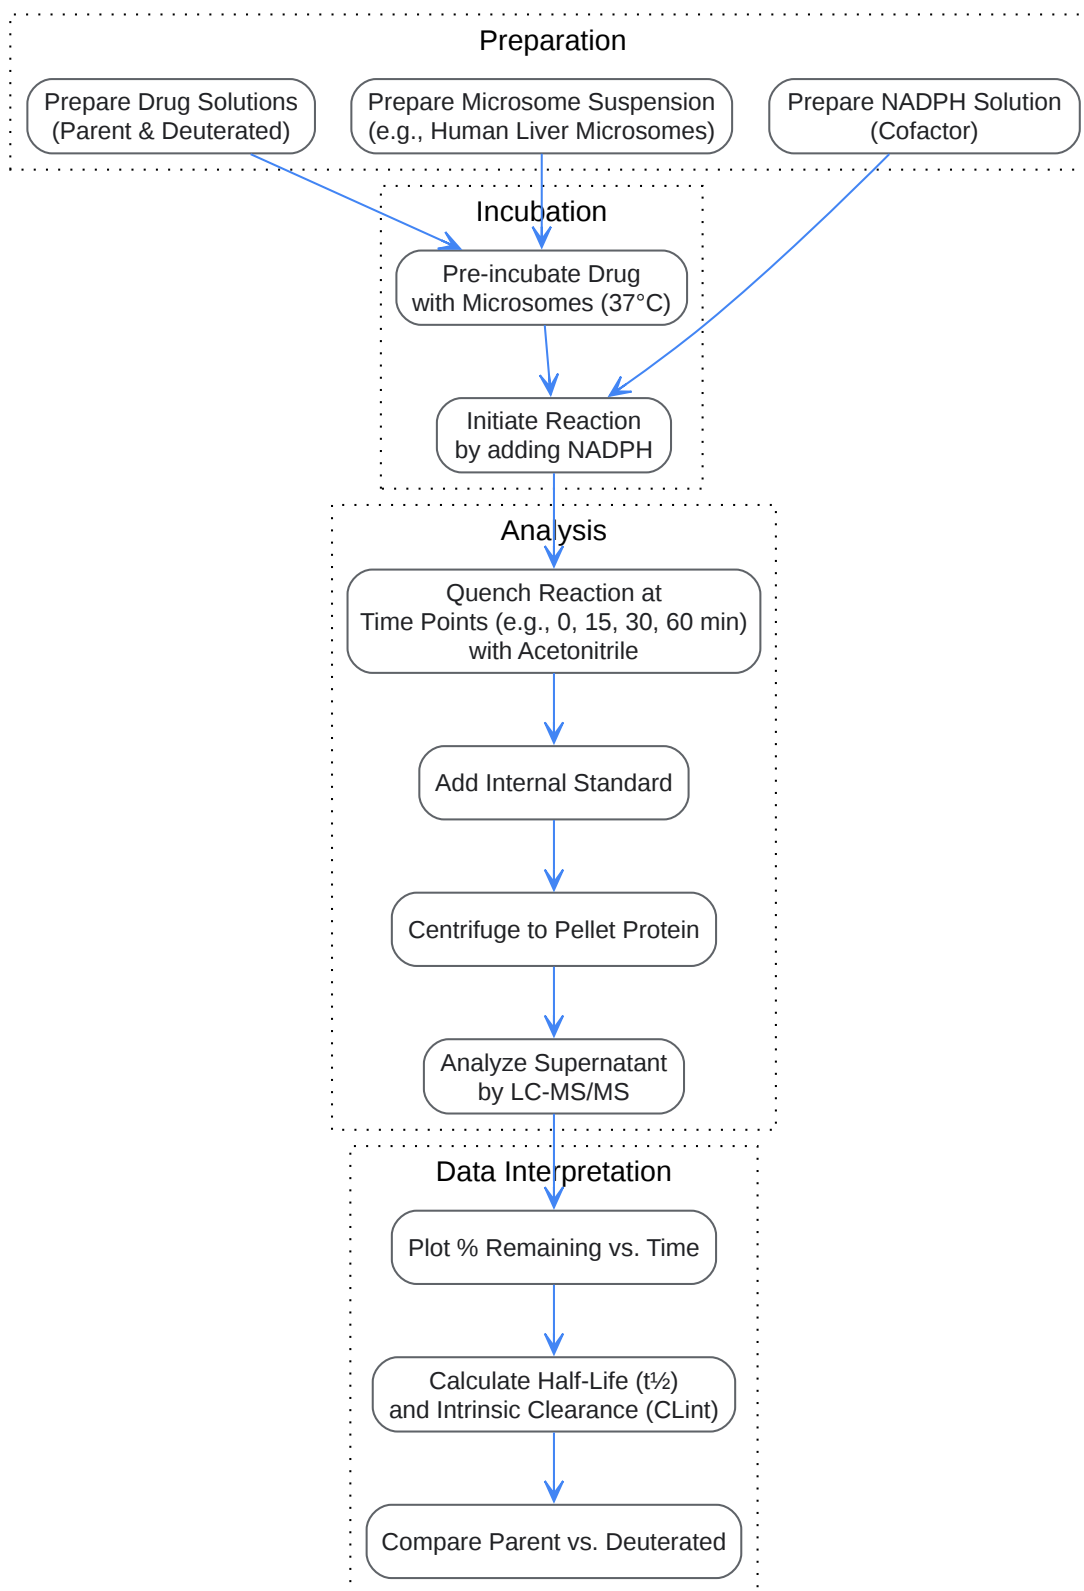 Preparation
Prepare Drug Solutions
(Parent & Deuterated)
Prepare Microsome Suspension
(e.g., Human Liver Microsomes)
Prepare NADPH Solution
(Cofactor)
Incubation
Pre-incubate Drug
with Microsomes (37°C)
Initiate Reaction
by adding NADPH
Analysis
Quench Reaction at
Time Points (e.g., 0, 15, 30, 60 min)
with Acetonitrile
Add Internal Standard
Centrifuge to Pellet Protein
Analyze Supernatant
by LC-MS/MS
Data Interpretation
Plot % Remaining vs. Time
Calculate Half-Life (t½)
and Intrinsic Clearance (CLint)
Compare Parent vs. Deuterated